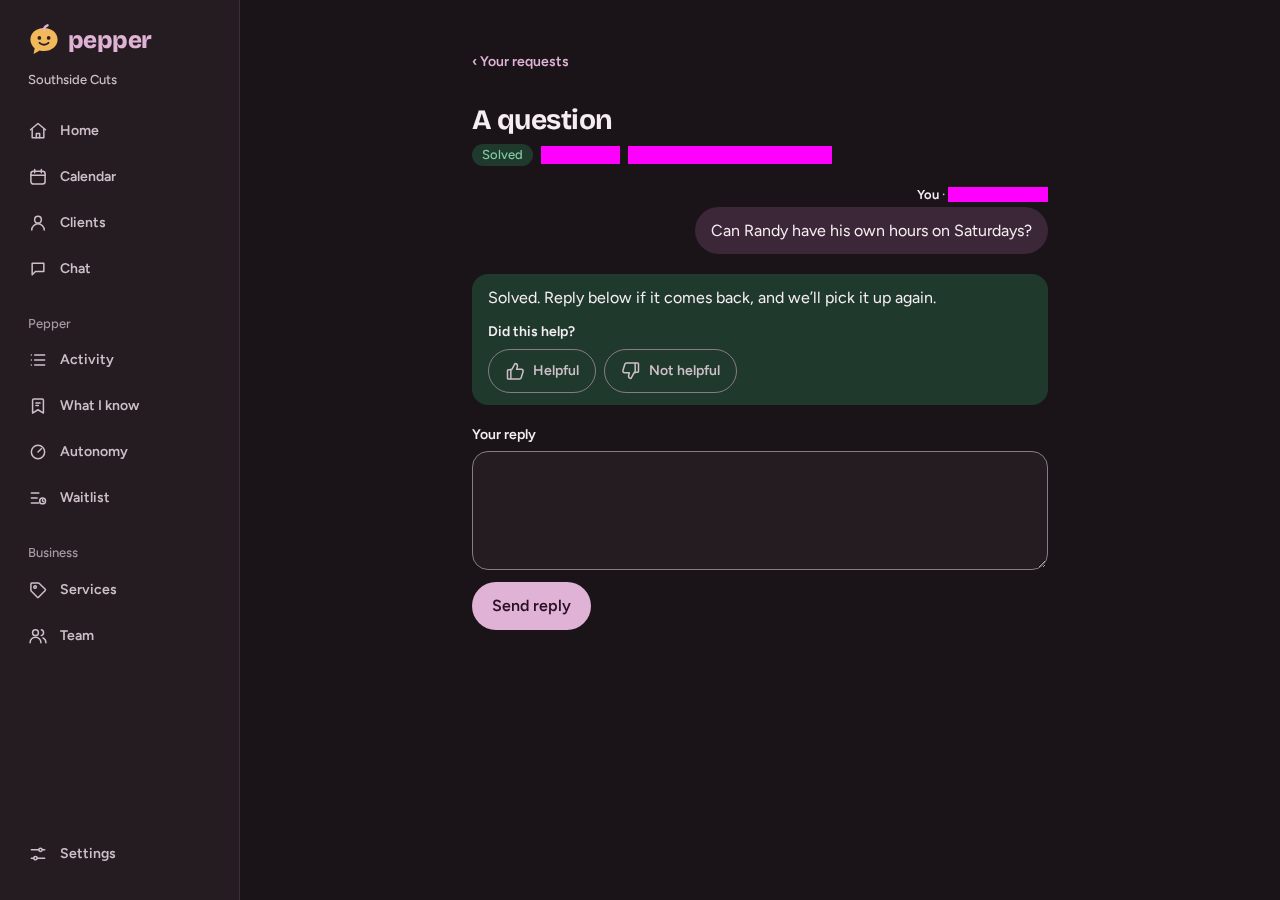 pepper
Southside Cuts
Home
Calendar
Clients
Chat
Pepper
Activity
What I know
Autonomy
Waitlist
Business
Services
Team
Settings
‹ Your requests
A question
Solved
You ·
Can Randy have his own hours on Saturdays?
Solved. Reply below if it comes back, and we’ll pick it up again.
Did this help?
Helpful
Not helpful
Your reply
Send reply